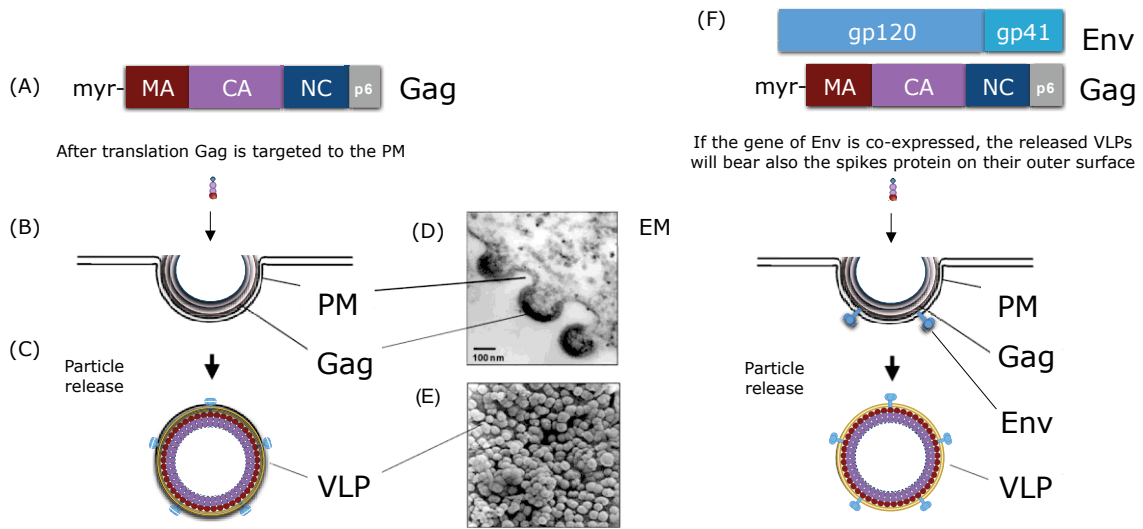 (A)
myr-
MA
CA
NC
p6
Gag
After translation Gag is targeted to the PM
(B)
PM
Gag
(C)
Particle
release
VLP
(D)
EM
100 nm
(E)
(F)
gp120
gp41
Env
myr-
MA
CA
NC
p6
Gag
If the gene of Env is co-expressed, the released VLPs
will bear also the spikes protein on their outer surface
PM
Gag
Particle
release
Env
VLP